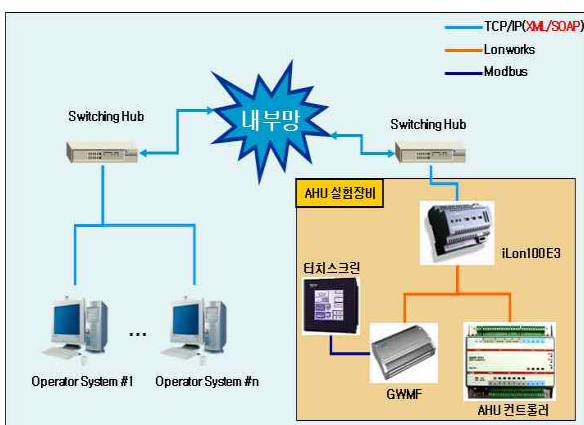 TCP/IP(XML/SOAP)
Lonworks
Modbus
내부망
Switching Hub
Switching Hub
AHU 실험장비
iLon100E3
터치스크린
...
Operator System #1
Operator System #n
GWMF
AHU 컨트롤러